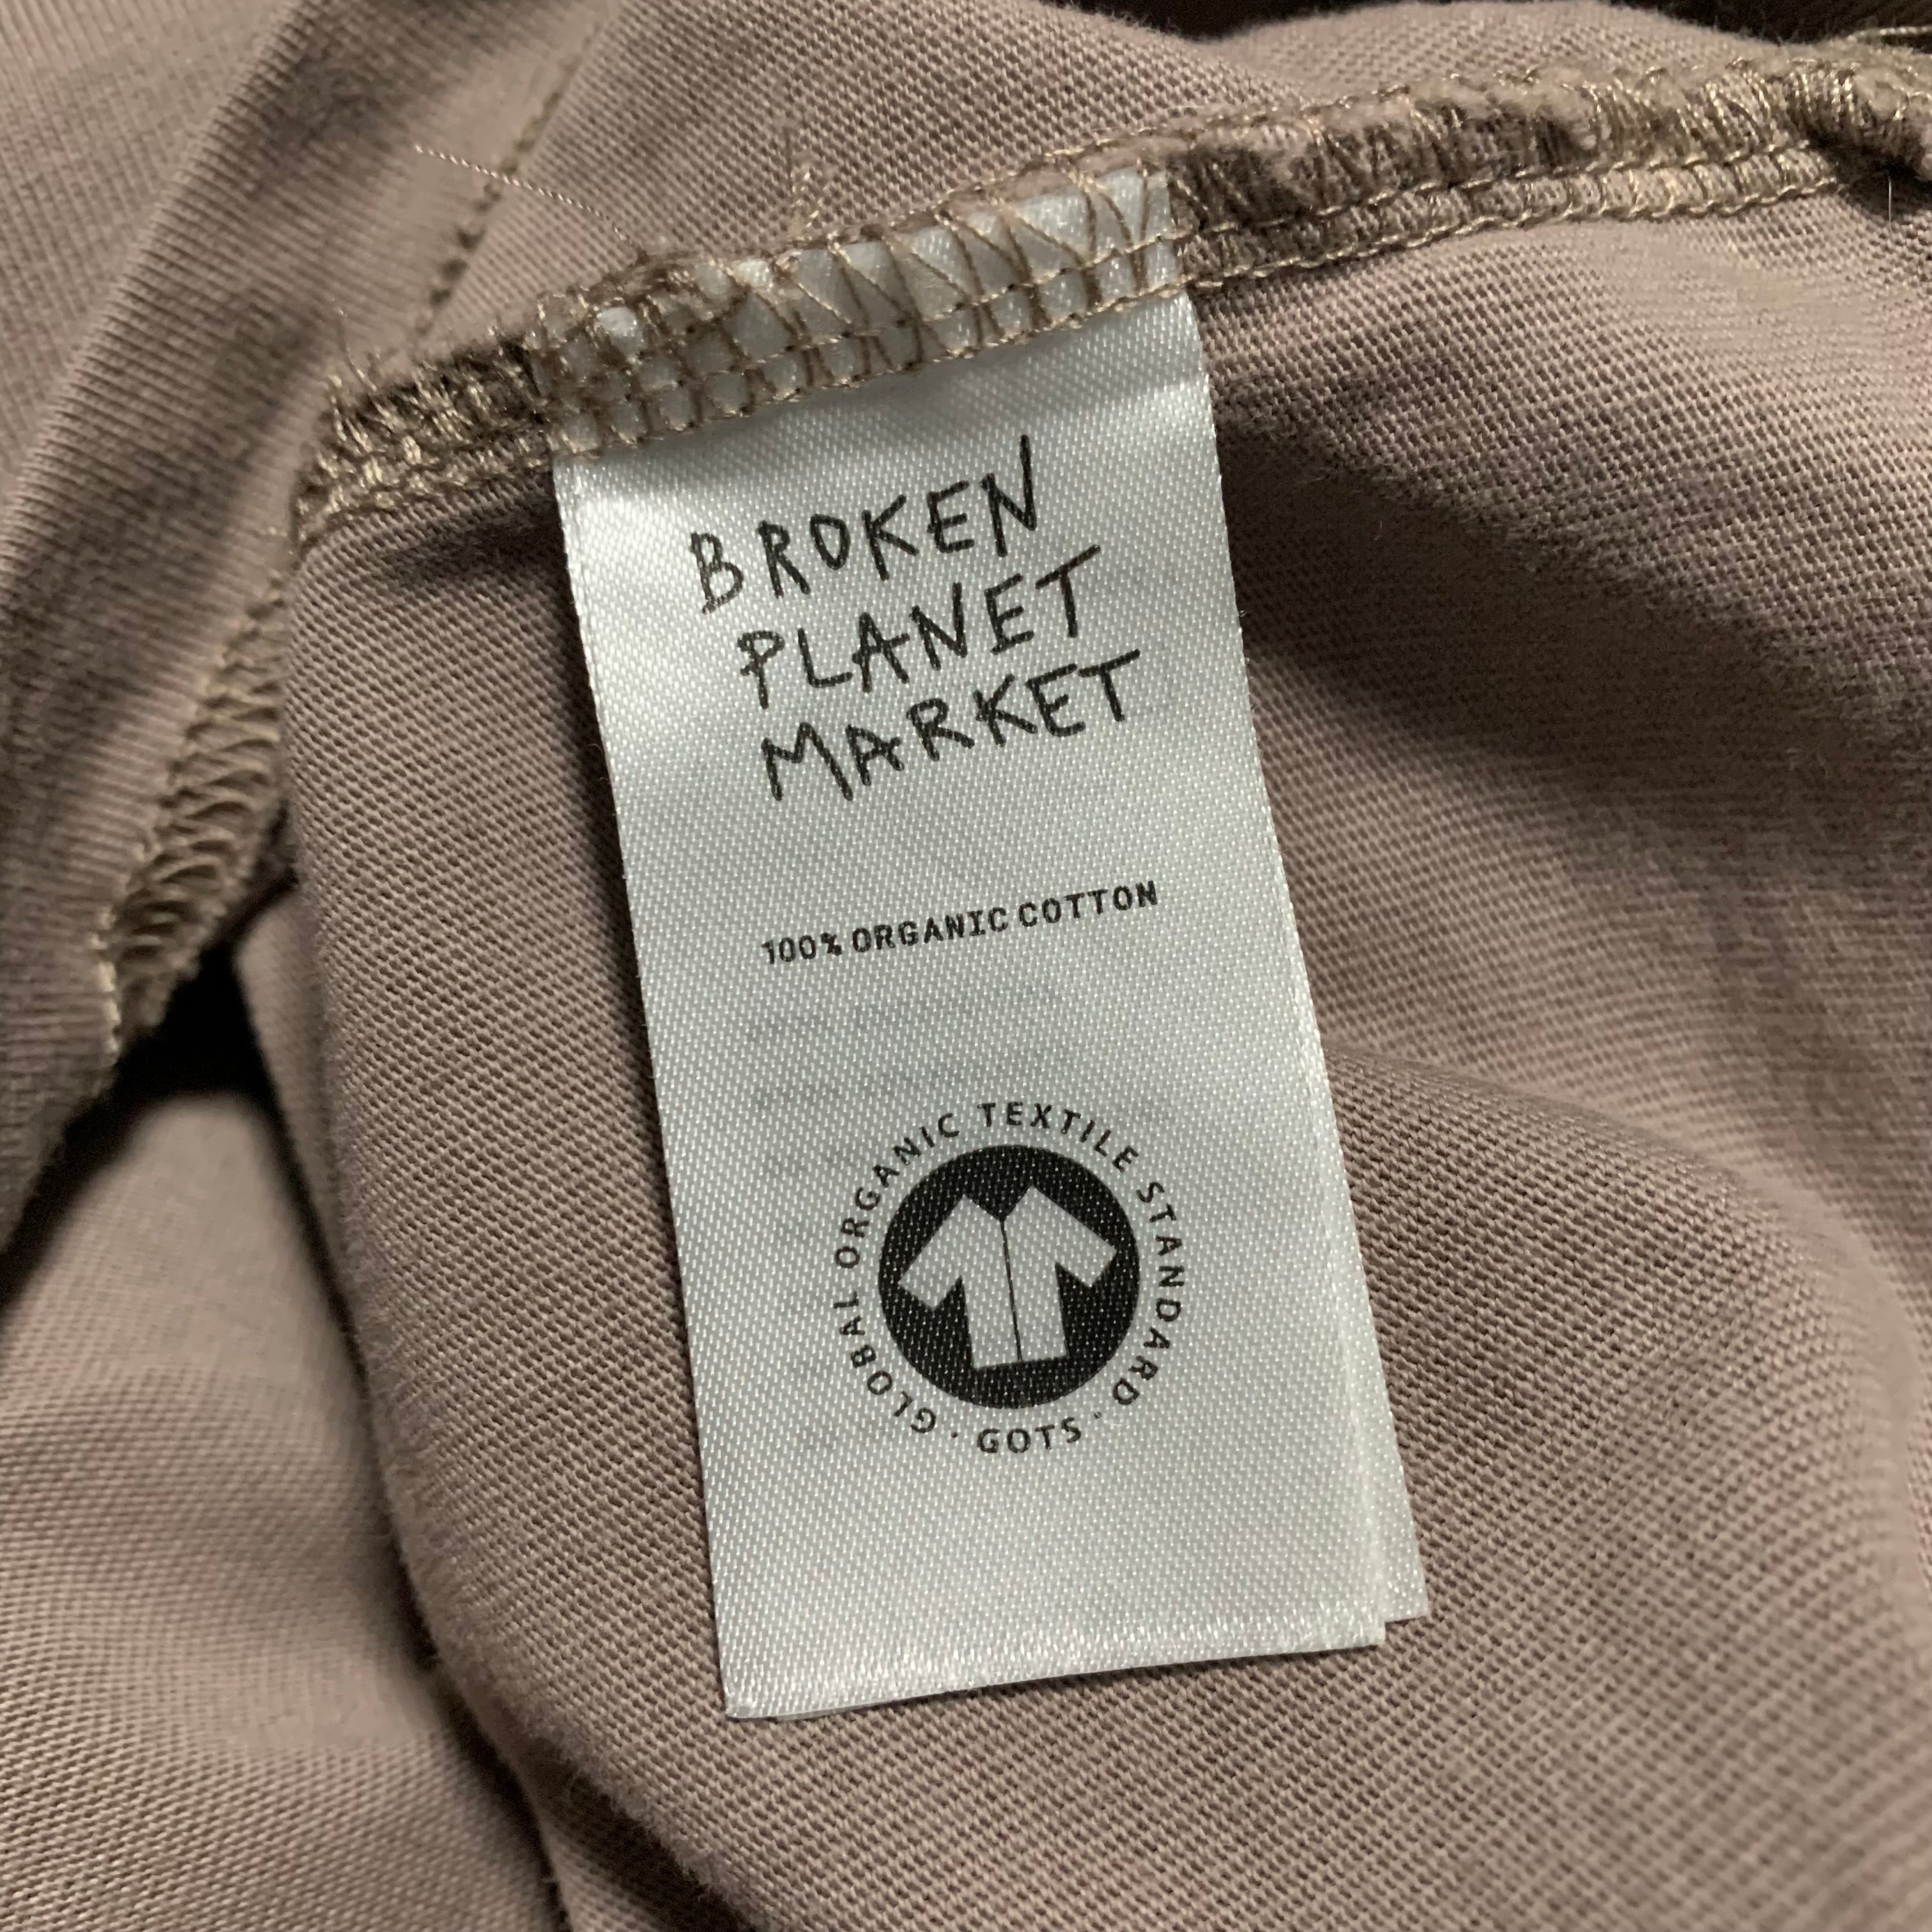 BROKEN
PLANET
MARKET
100% ORGANIC COTTON
GLOBAL ORGANIC TEXTILE STANDARD · GOTS ·